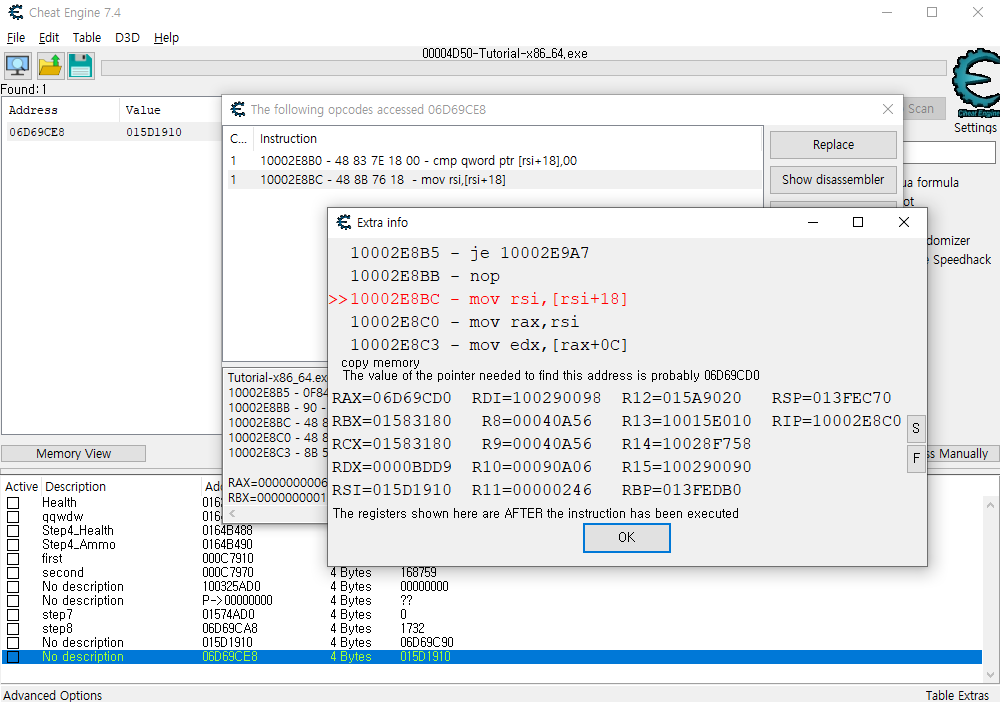 Cheat Engine 7.4
File Edit Table D3D Help
00004D50-Tutorial-x86_64.exe
Found: 1
Address Value
06D69CE8 015D1910
Scan
Cheat Engine
Settings
ua formula
ot
domizer
e Speedhack
The following opcodes accessed 06D69CE8
C... Instruction
1 10002E8B0 - 48 83 7E 18 00 - cmp qword ptr [rsi+18],00
1 10002E8BC - 48 8B 76 18 - mov rsi,[rsi+18]
Replace
Show disassembler
Tutorial-x86_64.exe
10002E8B5 - 0F84
10002E8BB - 90 -
10002E8BC - 48 8
10002E8C0 - 48 8
10002E8C3 - 8B 5
RAX=0000000006
RBX=0000000001
Extra info
10002E8B5 - je 10002E9A7
10002E8BB - nop
>>10002E8BC - mov rsi,[rsi+18]
10002E8C0 - mov rax,rsi
10002E8C3 - mov edx,[rax+0C]
copy memory
The value of the pointer needed to find this address is probably 06D69CD0
RAX=06D69CD0 RDI=100290098 R12=015A9020 RSP=013FEC70
RBX=01583180 R8=00040A56 R13=10015E010 RIP=10002E8C0
RCX=01583180 R9=00040A56 R14=10028F758
RDX=0000BDD9 R10=00090A06 R15=100290090
RSI=015D1910 R11=00000246 RBP=013FEDB0
S
F
The registers shown here are AFTER the instruction has been executed
OK
Memory View
ss Manually
Active Description Add
Health 016
qqwdw 0164
Step4_Health 0164B488
Step4_Ammo 0164B490
first 000C7910
second 000C7970 4 Bytes 168759
No description 100325AD0 4 Bytes 00000000
No description P->00000000 4 Bytes ??
step7 01574AD0 4 Bytes 0
step8 06D69CA8 4 Bytes 1732
No description 015D1910 4 Bytes 06D69C90
No description 06D69CE8 4 Bytes 015D1910
Advanced Options Table Extras